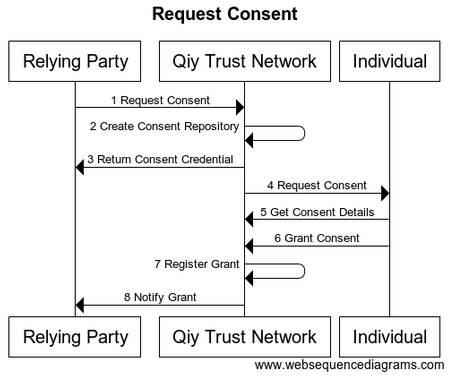 Request Consent
Relying Party
Qiy Trust Network
Individual
1 Request Consent
2 Create Consent Repository
3 Return Consent Credential
4 Request Consent
5 Get Consent Details
6 Grant Consent
7 Register Grant
8 Notify Grant
Relying Party
Qiy Trust Network
Individual
www.websequencediagrams.com